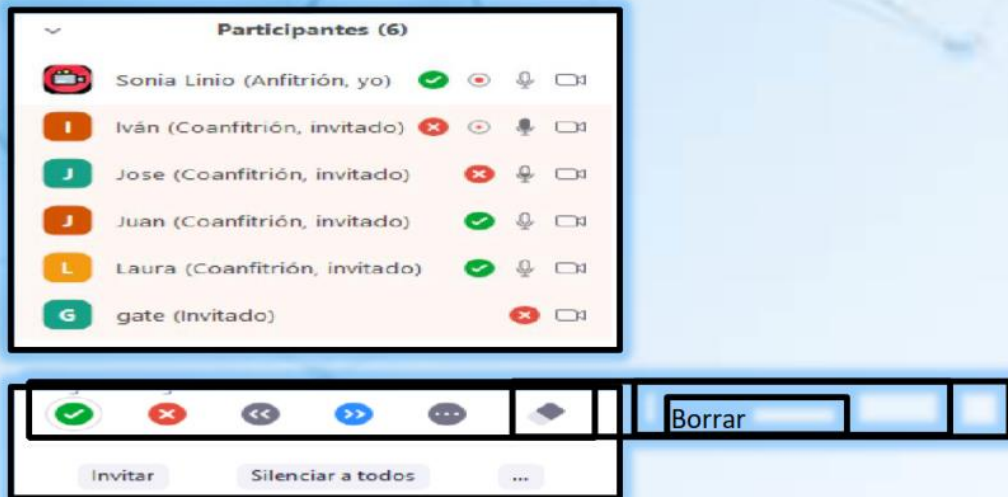 Participantes (6)
Sonia Linio (Anfitrión, yo)
I Iván (Coanfitrión, invitado)
J Jose (Coanfitrión, invitado)
J Juan (Coanfitrión, invitado)
L Laura (Coanfitrión, invitado)
G gate (Invitado)
Borrar
Invitar Silenciar a todos ...